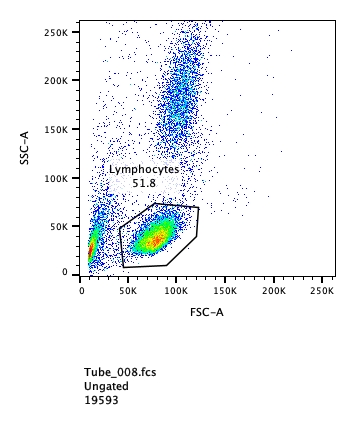 250K
200K
150K
100K
50K
0
SSC-A
Lymphocytes
51.8
0 50K 100K 150K 200K 250K
FSC-A
Tube_008.fcs
Ungated
19593